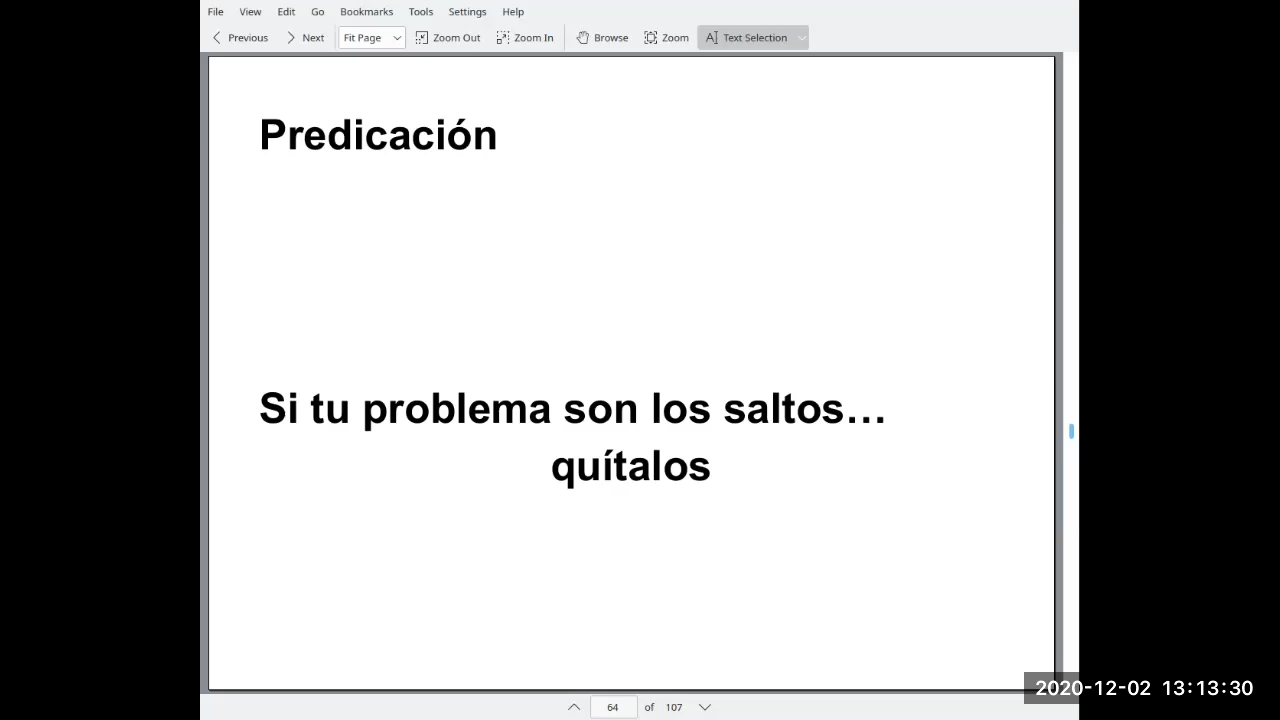 File View Edit Go Bookmarks Tools Settings Help
Previous Next Fit Page Zoom Out Zoom In Browse Zoom Text Selection
Predicación
Si tu problema son los saltos…
quítalos
2020-12-02 13:13:30
64 of 107